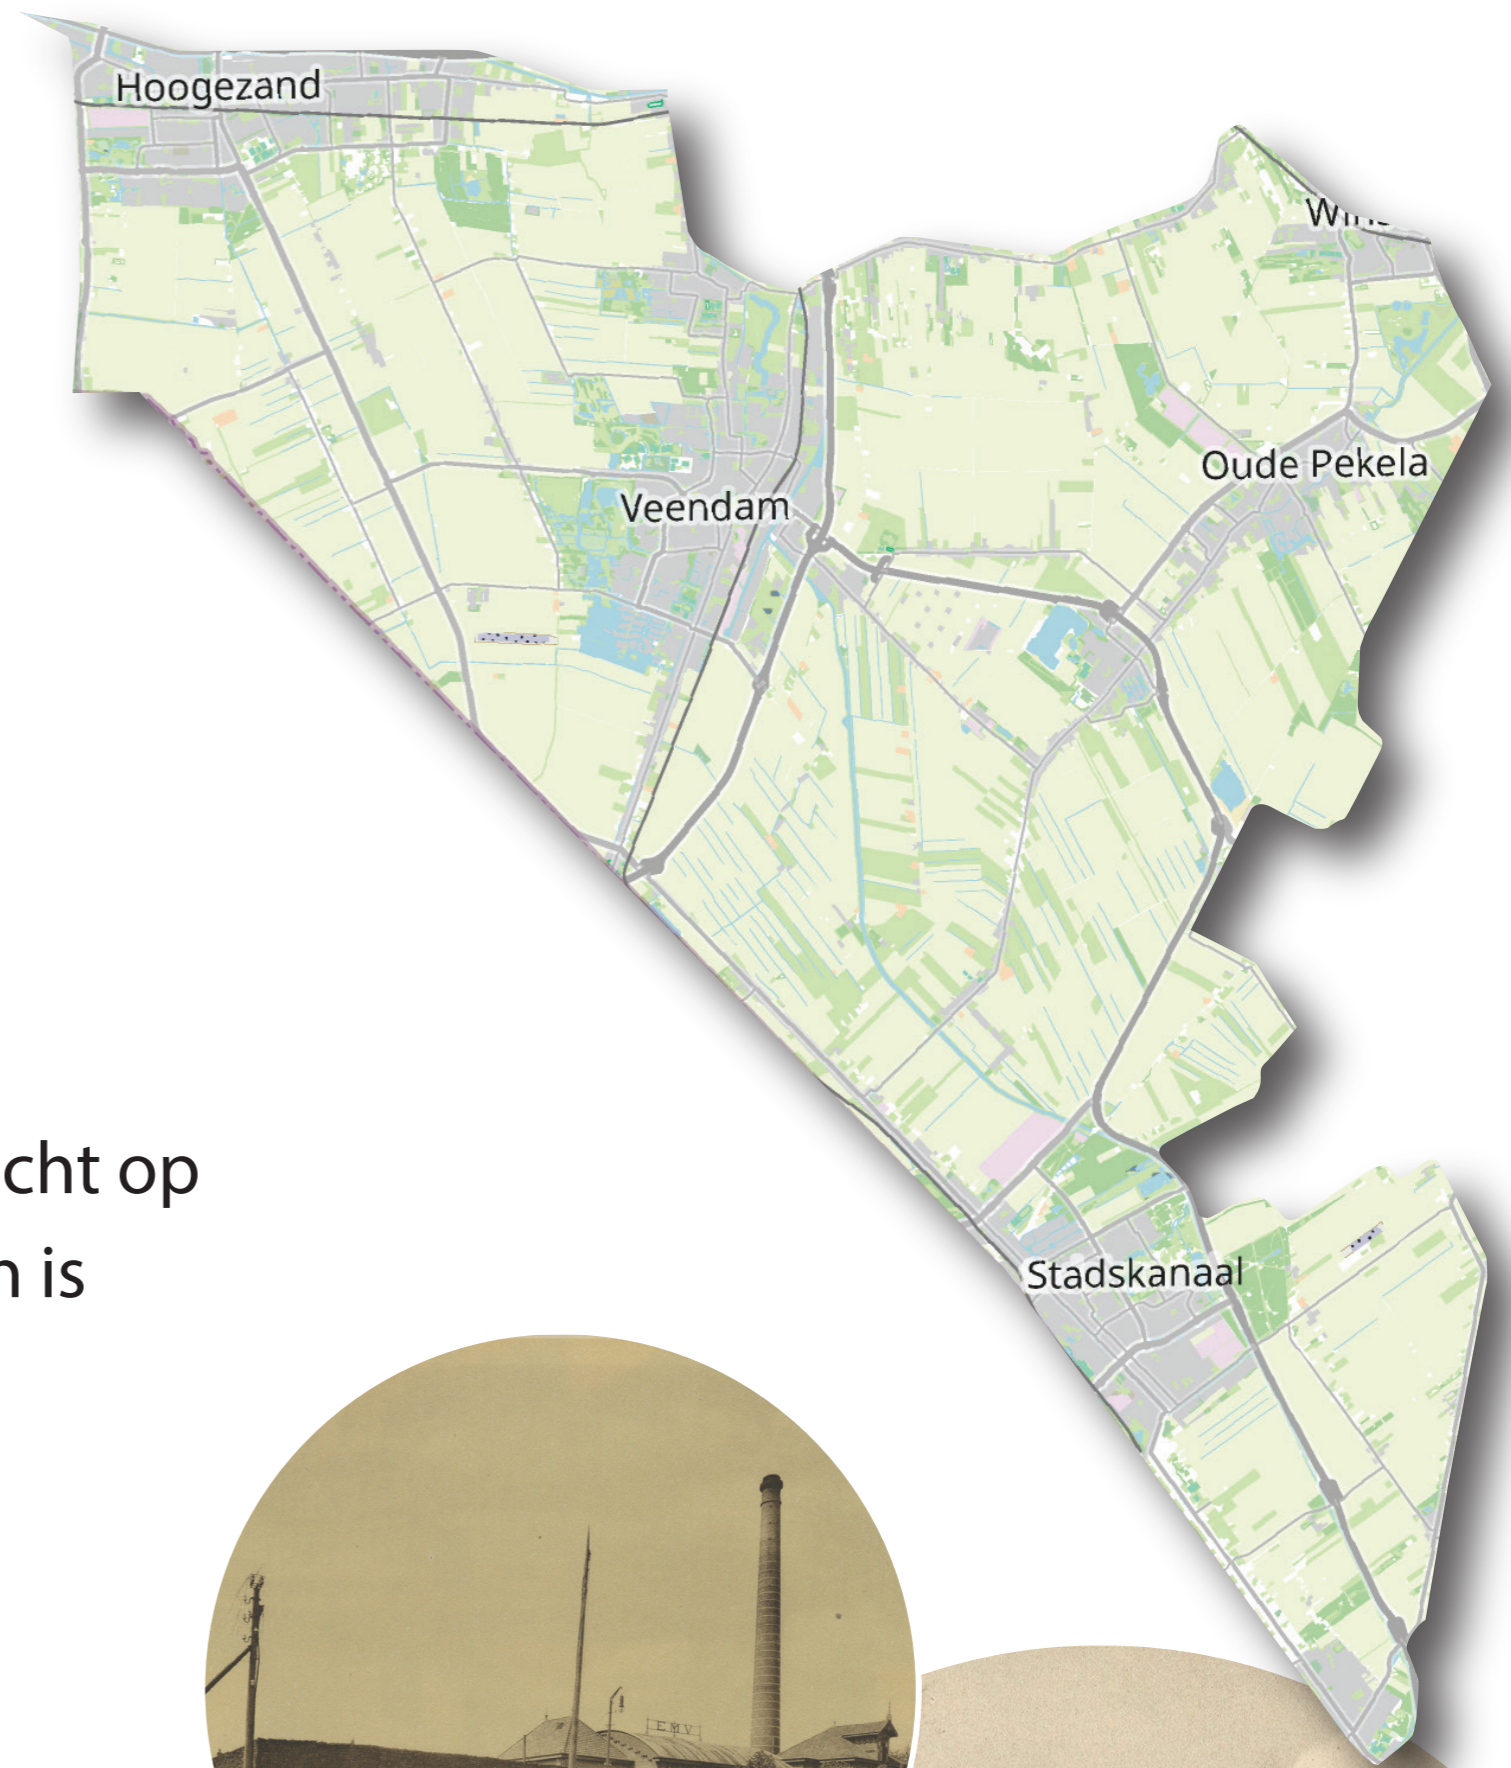 Hoogezand
Oude Pekela
Veendam
cht op
n is
Stadskanaal
EMV